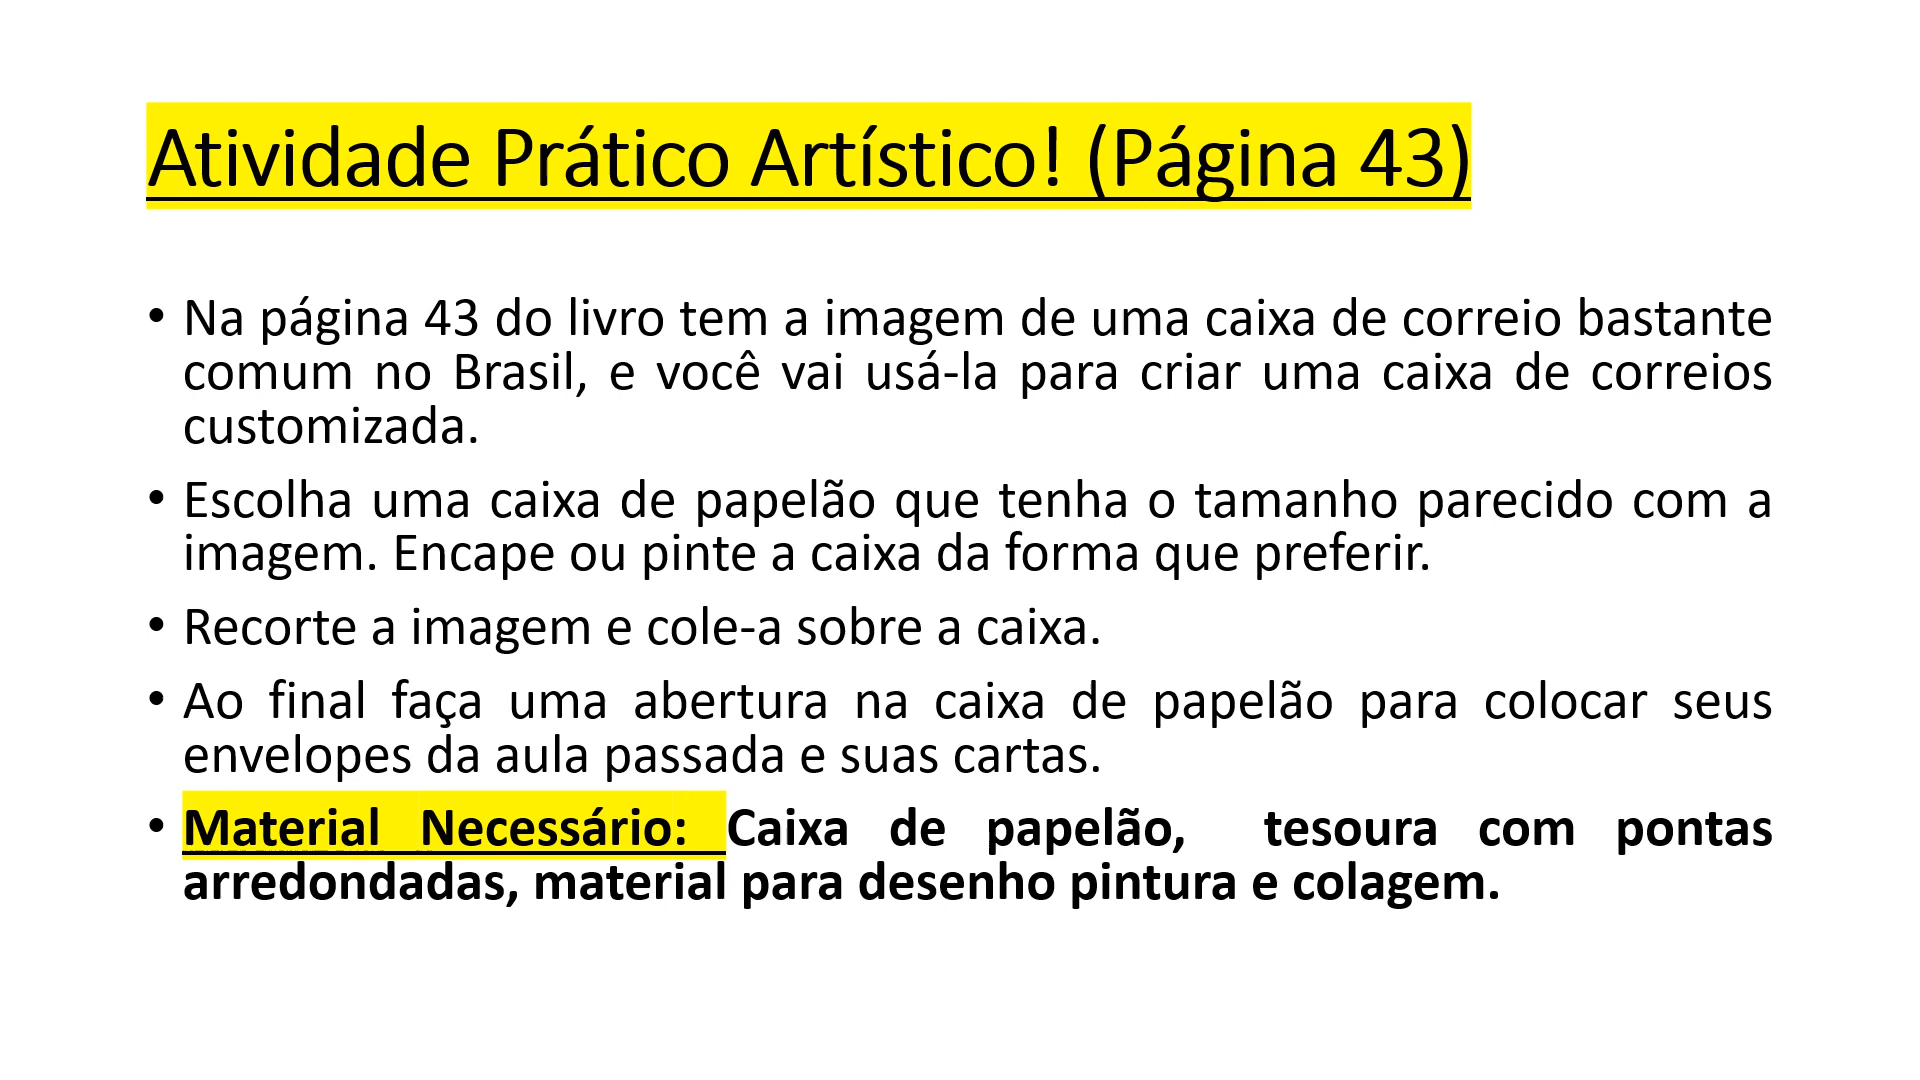 Atividade Prático Artístico! (Página 43)
• Na página 43 do livro tem a imagem de uma caixa de correio bastante
comum no Brasil, e você vai usá-la para criar uma caixa de correios
customizada.
• Escolha uma caixa de papelão que tenha o tamanho parecido com a
imagem. Encape ou pinte a caixa da forma que preferir.
• Recorte a imagem e cole-a sobre a caixa.
• Ao final faça uma abertura na caixa de papelão para colocar seus
envelopes da aula passada e suas cartas.
• Material Necessário: Caixa de papelão, tesoura com pontas
arredondadas, material para desenho pintura e colagem.